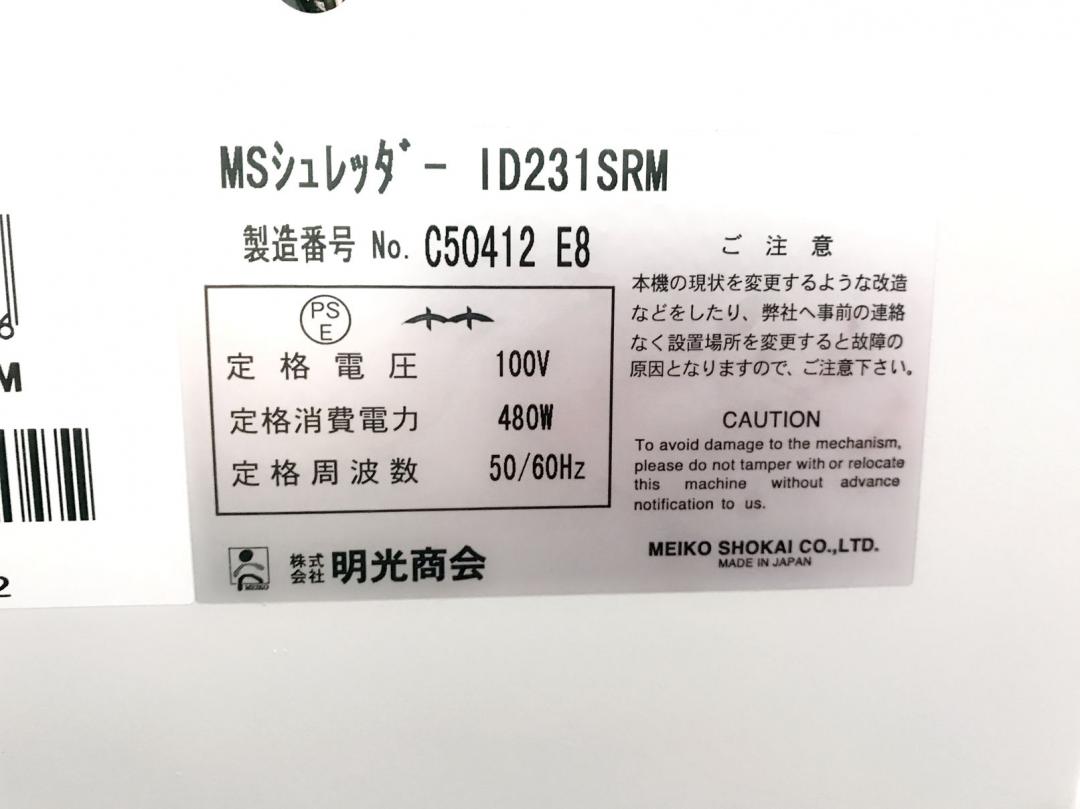 MSシュレッダー ID231SRM
製造番号 No. C50412 E8
PS
E
定格電圧 100V
定格消費電力 480W
定格周波数 50/60Hz
株式
会社 明光商会
MEIKO
ご注意
本機の現状を変更するような改造
などをしたり、弊社へ事前の連絡
なく設置場所を変更すると故障の
原因となりますので、ご注意下さい。
CAUTION
To avoid damage to the mechanism,
please do not tamper with or relocate
this machine without advance
notification to us.
MEIKO SHOKAI CO.,LTD.
MADE IN JAPAN
6
M
2